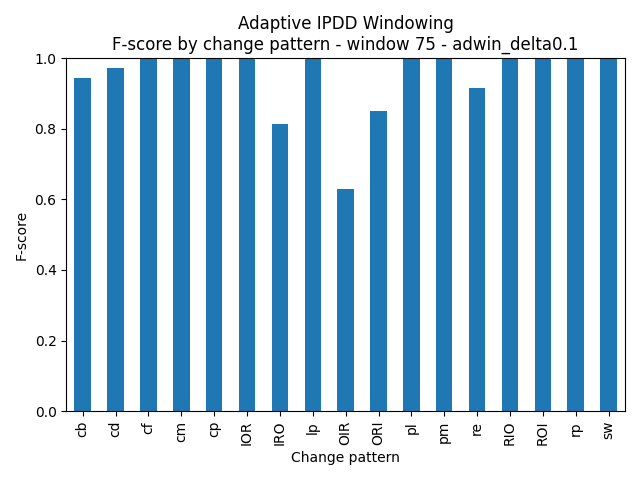 Adaptive IPDD Windowing
F-score by change pattern - window 75 - adwin_delta0.1
1.0
0.8
0.6
0.4
0.2
0.0
F-score
cb
cd
cf
cm
cp
IOR
IRO
lp
OIR
ORI
pl
pm
re
RIO
ROI
rp
sw
Change pattern